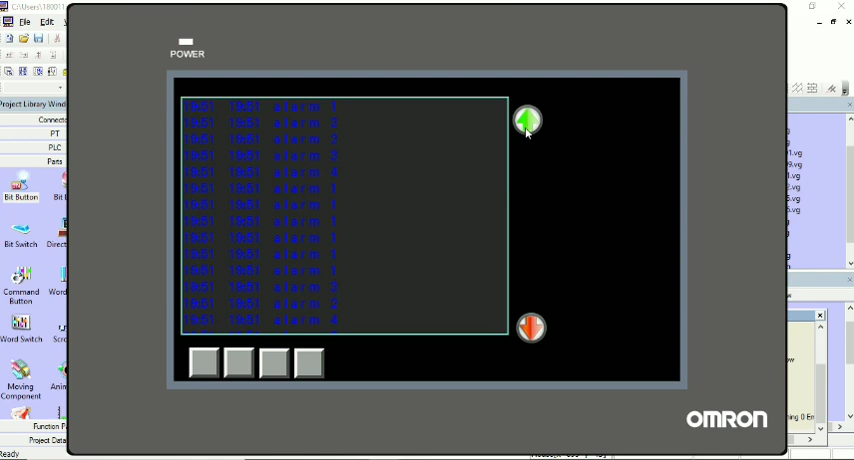 C:\Users\180011
File Edit
POWER
Project Library Wind
PT
PLC
Parts
Bit Button
Bit Switch
Command
Button
Word Switch
Moving
Component
Project Data
Ready
19:51 19:51 alarm 1
19:51 19:51 alarm 3
19:51 19:51 alarm 2
19:51 19:51 alarm 3
19:51 19:51 alarm 4
19:51 19:51 alarm 1
19:51 19:51 alarm 1
19:51 19:51 alarm 1
19:51 19:51 alarm 1
19:51 19:51 alarm 1
19:51 19:51 alarm 1
19:51 19:51 alarm 3
19:51 19:51 alarm 2
19:51 19:51 alarm 4
OMRON